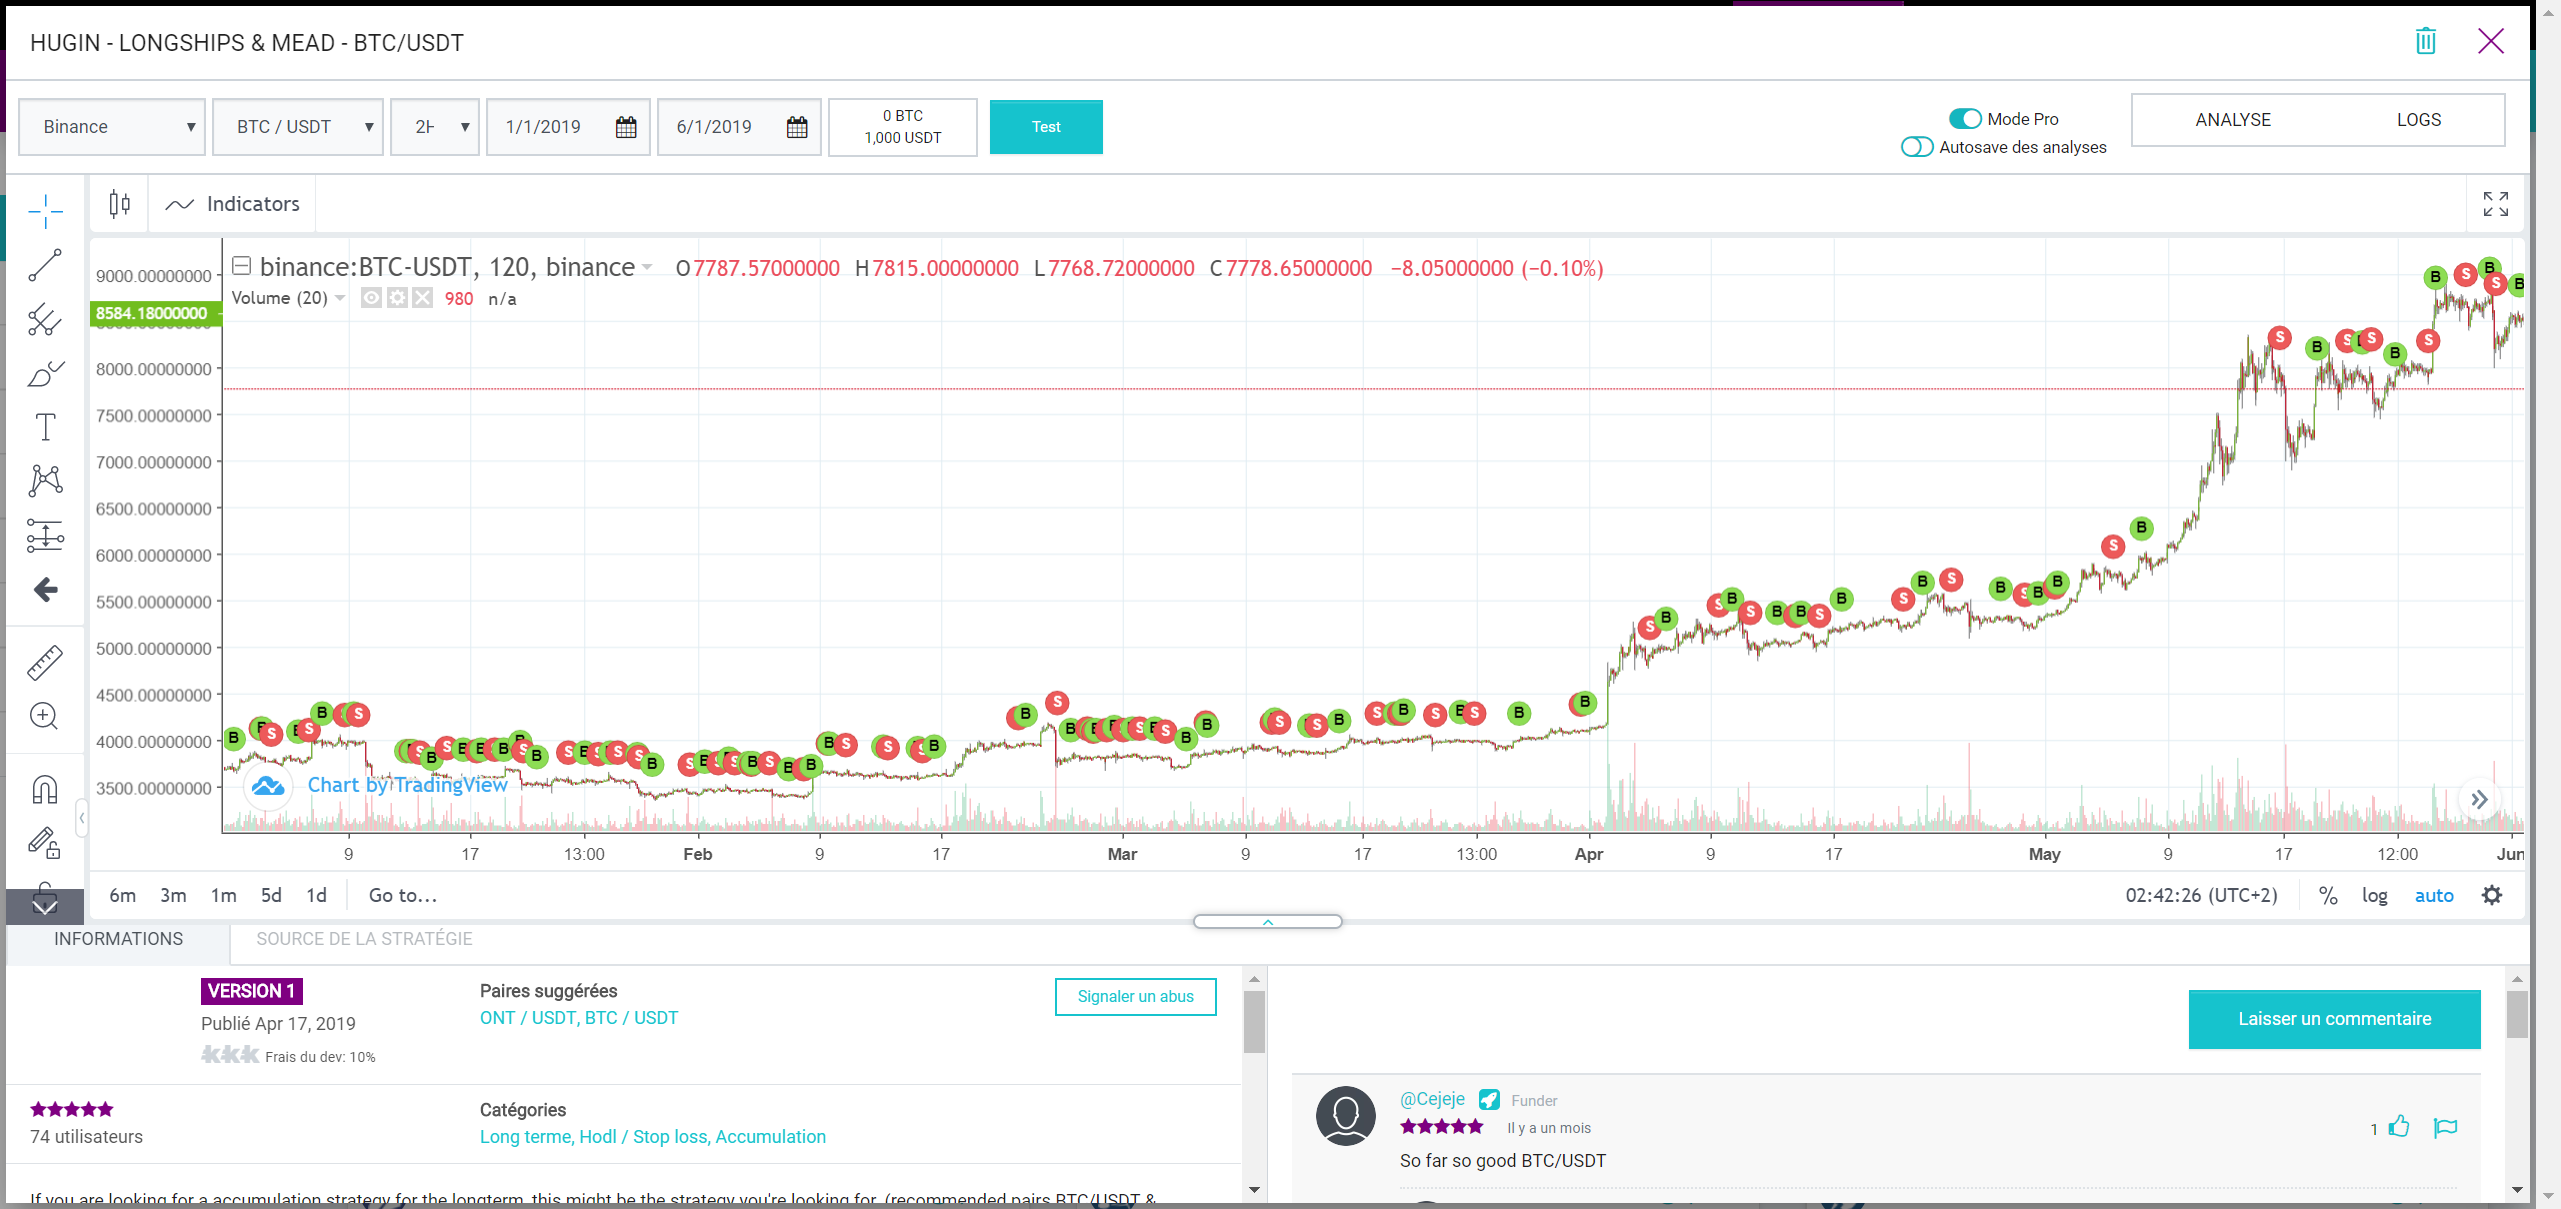 HUGIN - LONGSHIPS & MEAD - BTC/USDT
Binance
BTC / USDT
1/1/2019
6/1/2019
0 BTC
1,000 USDT
Test
Mode Pro
Autosave des analyses
ANALYSE
LOGS
Indicators
binance:BTC-USDT, 120, binance
O7787.57000000 H7815.00000000 L7768.72000000 C7778.65000000 −8.05000000 (−0.10%)
Volume (20)
980 n/a
9000.00000000
8584.18000000
8000.00000000
7500.00000000
7000.00000000
6500.00000000
6000.00000000
5500.00000000
5000.00000000
4500.00000000
4000.00000000
3500.00000000
Chart by TradingView
9 17 13:00 Feb 9 17 Mar 9 17 13:00 Apr 9 17 May 9 17 12:00 Jun
6m 3m 1m 5d 1d Go to...
02:42:26 (UTC+2) % log auto
INFORMATIONS
SOURCE DE LA STRATÉGIE
VERSION 1
Publié Apr 17, 2019
Frais du dev: 10%
Paires suggérées
ONT / USDT, BTC / USDT
Signaler un abus
74 utilisateurs
Catégories
Long terme, Hodl / Stop loss, Accumulation
If you are looking for a accumulation strategy for the longterm, this might be the strategy you're looking for. (recommended pairs BTC/USDT &
Laisser un commentaire
@Cejeje
Funder
Il y a un mois
1
So far so good BTC/USDT